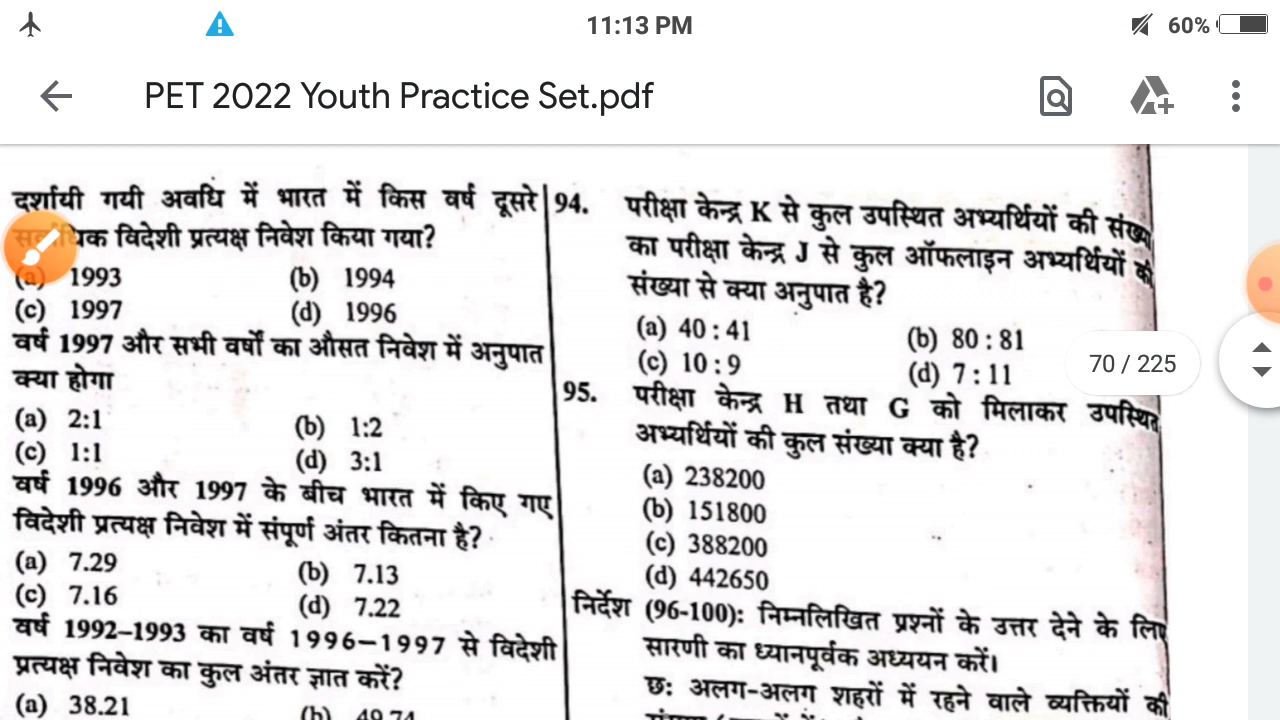 11:13 PM
60%
PET 2022 Youth Practice Set.pdf
दर्शायी गयी अवधि में भारत में किस वर्ष दूसरे
विदेशी प्रत्यक्ष निवेश किया गया?
(a) 1993 (b) 1994
(c) 1997 (d) 1996
वर्ष 1997 और सभी वर्षों का औसत निवेश में अनुपात
क्या होगा
(a) 2:1 (b) 1:2
(c) 1:1 (d) 3:1
वर्ष 1996 और 1997 के बीच भारत में किए गए
विदेशी प्रत्यक्ष निवेश में संपूर्ण अंतर कितना है?
(a) 7.29 (b) 7.13
(c) 7.16 (d) 7.22
वर्ष 1992–1993 का वर्ष 1996–1997 से विदेशी
प्रत्यक्ष निवेश का कुल अंतर ज्ञात करें?
(a) 38.21 (b) 49.74
94. परीक्षा केन्द्र K से कुल उपस्थित अभ्यर्थियों की संख्या
का परीक्षा केन्द्र J से कुल ऑफलाइन अभ्यर्थियों की
संख्या से क्या अनुपात है?
(a) 40 : 41 (b) 80 : 81
(c) 10 : 9 (d) 7 : 11
70 / 225
95. परीक्षा केन्द्र H तथा G को मिलाकर उपस्थित
अभ्यर्थियों की कुल संख्या क्या है?
(a) 238200
(b) 151800
(c) 388200
(d) 442650
निर्देश (96-100): निम्नलिखित प्रश्नों के उत्तर देने के लिए
सारणी का ध्यानपूर्वक अध्ययन करें।
छः अलग-अलग शहरों में रहने वाले व्यक्तियों की